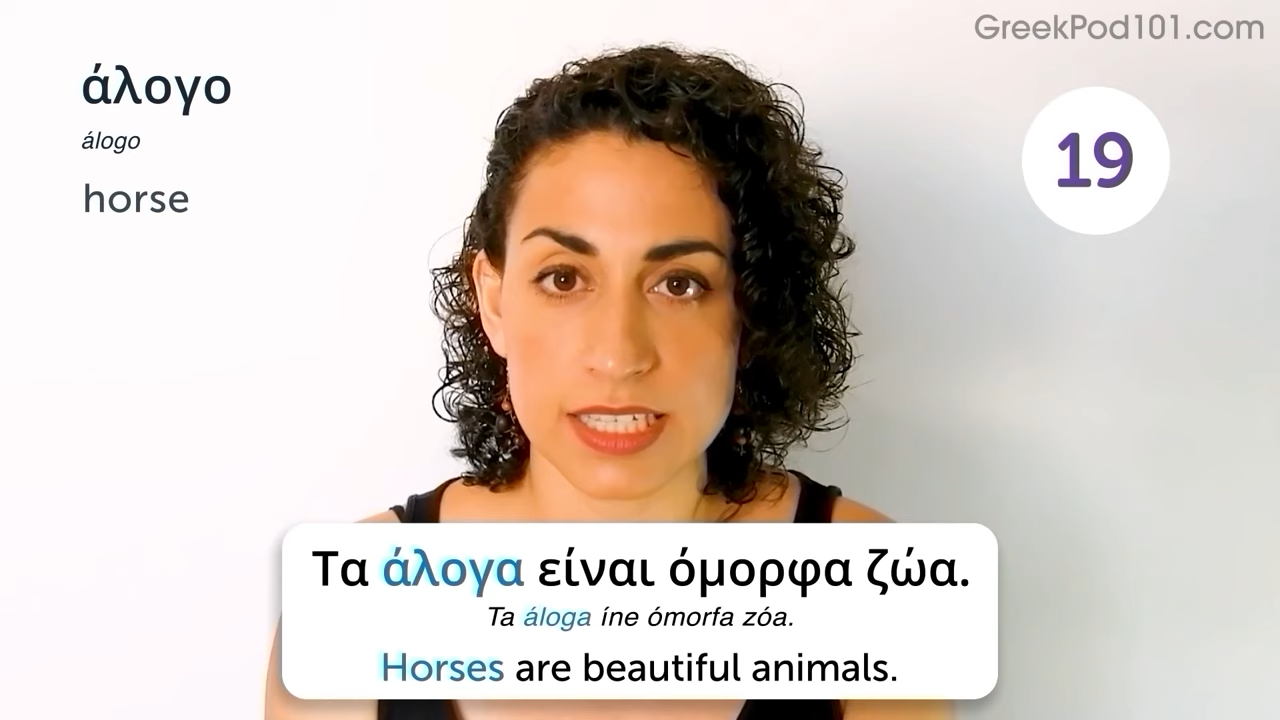 GreekPod101.com
άλογο
álogo
horse
19
Τα άλογα είναι όμορφα ζώα.
Ta áloga íne ómorfa zóa.
Horses are beautiful animals.